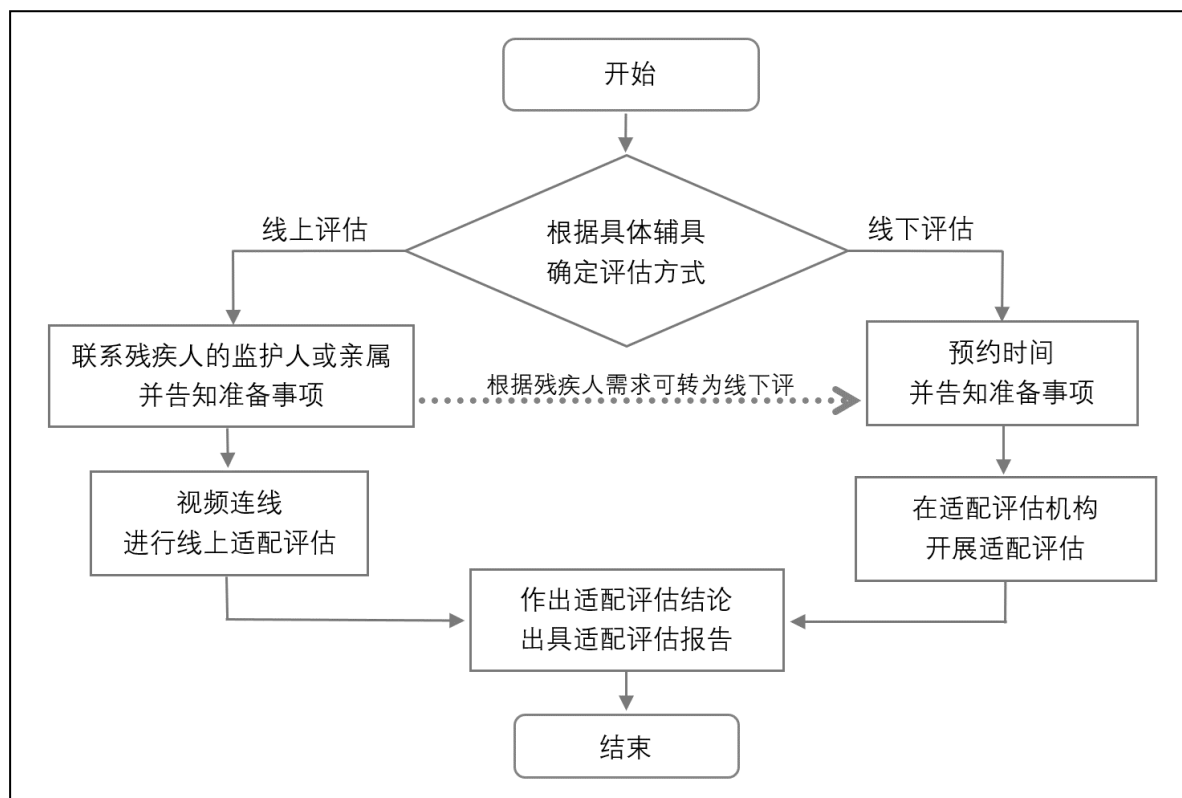 开始
线上评估
线下评估
根据具体辅具
确定评估方式
联系残疾人的监护人或亲属
并告知准备事项
根据残疾人需求可转为线下评
预约时间
并告知准备事项
视频连线
进行线上适配评估
在适配评估机构
开展适配评估
作出适配评估结论
出具适配评估报告
结束